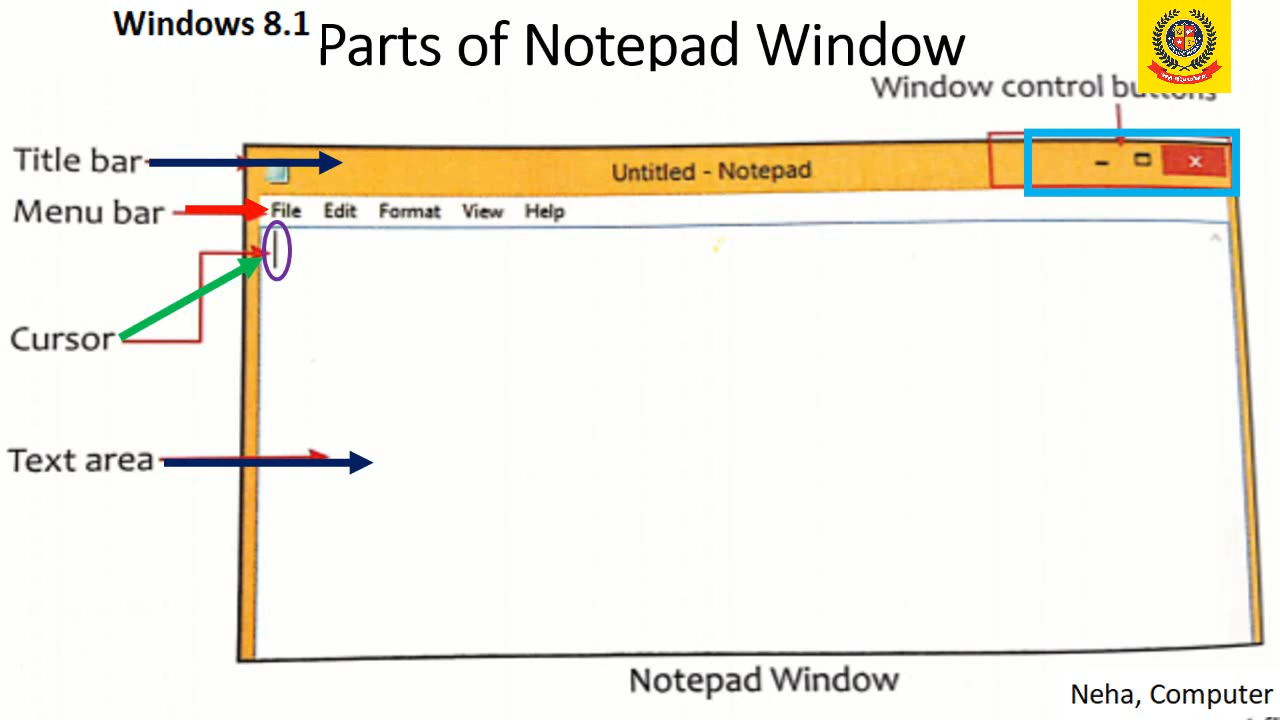 Windows 8.1
Parts of Notepad Window
Window control buttons
Title bar
Untitled - Notepad
Menu bar
File Edit Format View Help
Cursor
Text area
Notepad Window
Neha, Computer